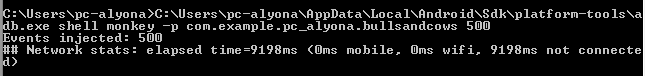 C:\Users\pc-alyona>C:\Users\pc-alyona\AppData\Local\Android\Sdk\platform-tools\a
db.exe shell monkey -p com.example.pc_alyona.bullsandcows 500
Events injected: 500
## Network stats: elapsed time=9198ms (0ms mobile, 0ms wifi, 9198ms not connecte
d)